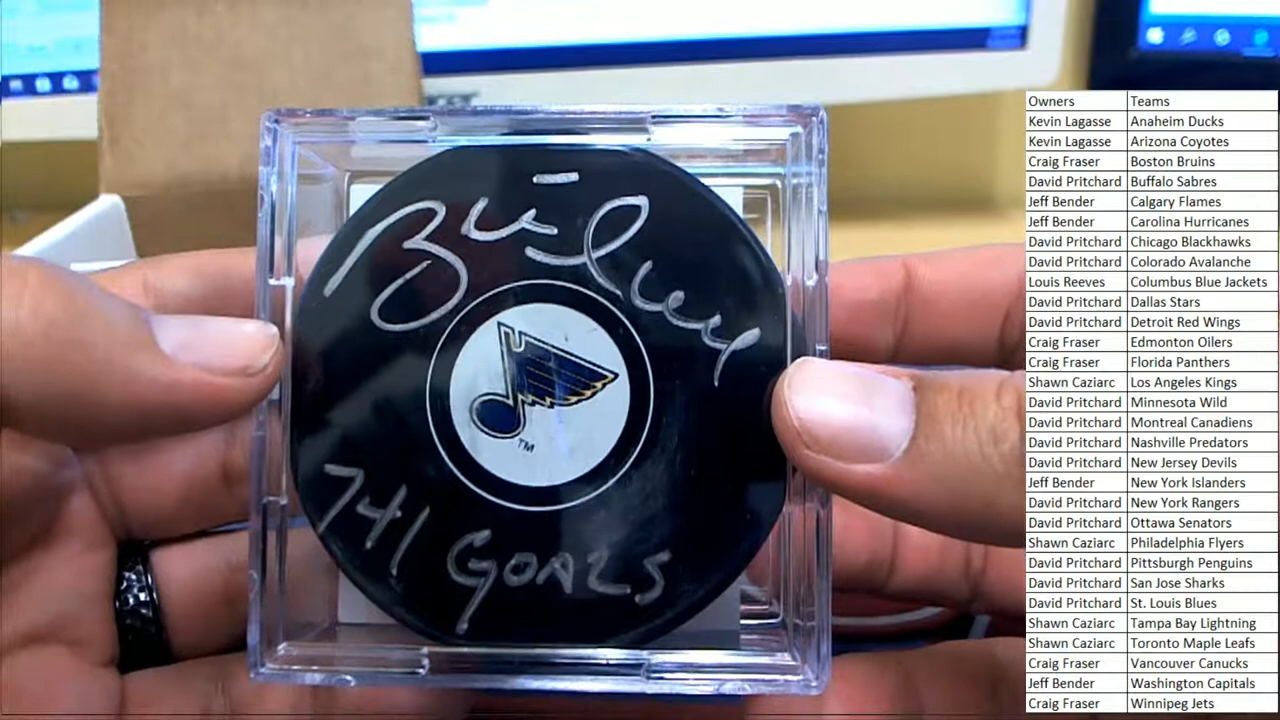 741 GOALS
TM
Owners Teams
Kevin Lagasse Anaheim Ducks
Kevin Lagasse Arizona Coyotes
Craig Fraser Boston Bruins
David Pritchard Buffalo Sabres
Jeff Bender Calgary Flames
Jeff Bender Carolina Hurricanes
David Pritchard Chicago Blackhawks
David Pritchard Colorado Avalanche
Louis Reeves Columbus Blue Jackets
David Pritchard Dallas Stars
David Pritchard Detroit Red Wings
Craig Fraser Edmonton Oilers
Craig Fraser Florida Panthers
Shawn Caziarc Los Angeles Kings
David Pritchard Minnesota Wild
David Pritchard Montreal Canadiens
David Pritchard Nashville Predators
David Pritchard New Jersey Devils
Jeff Bender New York Islanders
David Pritchard New York Rangers
David Pritchard Ottawa Senators
Shawn Caziarc Philadelphia Flyers
David Pritchard Pittsburgh Penguins
David Pritchard San Jose Sharks
David Pritchard St. Louis Blues
Shawn Caziarc Tampa Bay Lightning
Shawn Caziarc Toronto Maple Leafs
Craig Fraser Vancouver Canucks
Jeff Bender Washington Capitals
Craig Fraser Winnipeg Jets